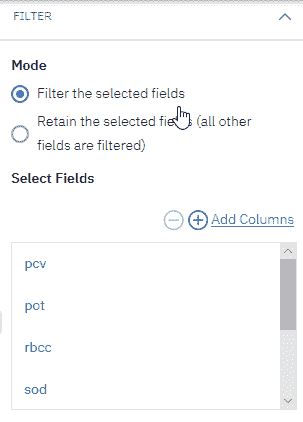 FILTER
Mode
Filter the selected fields
Retain the selected fields (all other
fields are filtered)
Select Fields
Add Columns
pcv
pot
rbcc
sod